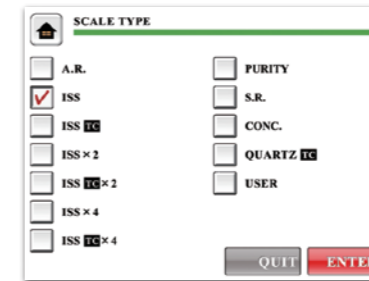 SCALE TYPE
A.R.
ISS
ISS TC
ISS × 2
ISS TC × 2
ISS × 4
ISS TC × 4
PURITY
S.R.
CONC.
QUARTZ TC
USER
QUIT
ENTE